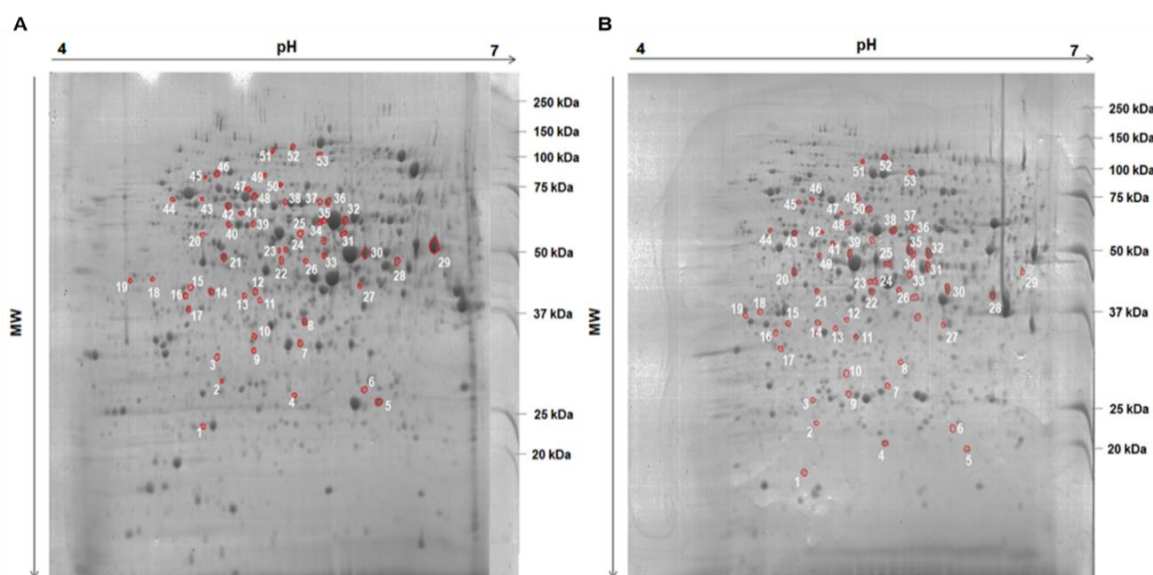 A
4 pH 7
MW
250 kDa
150 kDa
100 kDa
75 kDa
50 kDa
37 kDa
25 kDa
20 kDa
51 52 53
45 46 49
47 50
44 43 48 38 37 36
42 41 35 32
40 39 25 34 31
20 23 24
21 22 26 33 30 28 29
19 18 15 12 27
16 14 13 11
17 8
10
3 9 7
2 6
4 5
1
B
4 pH 7
MW
250 kDa
150 kDa
100 kDa
75 kDa
50 kDa
37 kDa
25 kDa
20 kDa
51 52
53
46 49
45 47 50
48 37
44 43 42 38 36
41 39 35 32
40 25 34 31
20 23 24 33 29
21 22 26 30 28
19 18 15 12
16 14 13 11 27
17
10 8
3 9 7
2 6
4 5
1